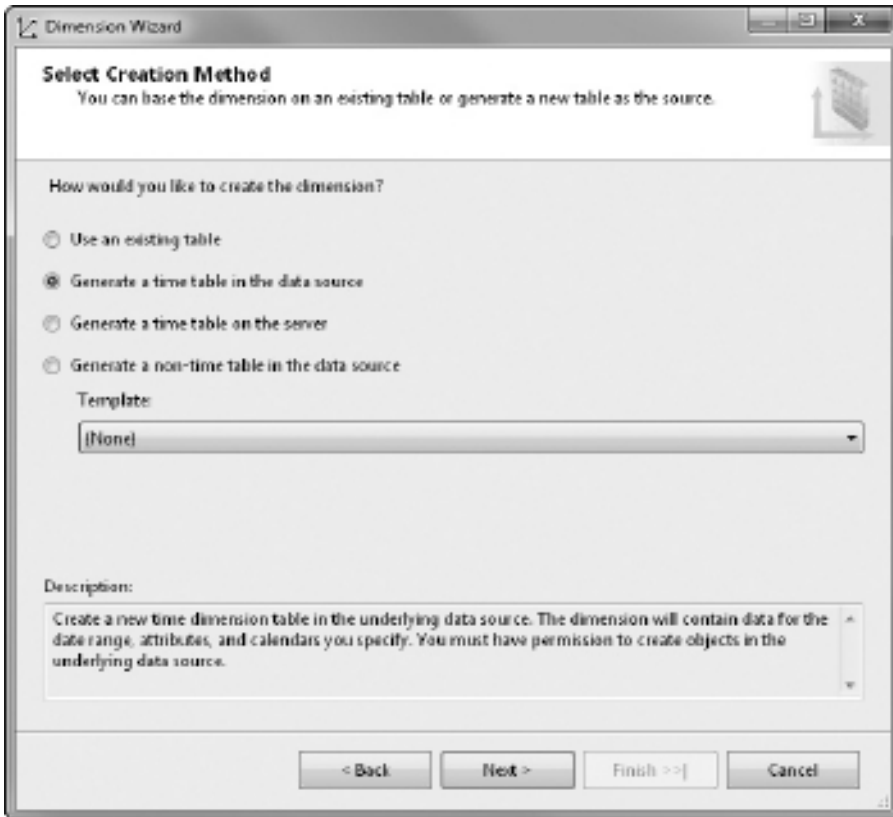 Dimension Wizard
Select Creation Method
You can base the dimension on an existing table or generate a new table as the source.
How would you like to create the dimension?
Use an existing table
Generate a time table in the data source
Generate a time table on the server
Generate a non-time table in the data source
Template:
(None)
Description:
Create a new time dimension table in the underlying data source. The dimension will contain data for the
date range, attributes, and calendars you specify. You must have permission to create objects in the
underlying data source.
< Back
Next >
Finish >>|
Cancel